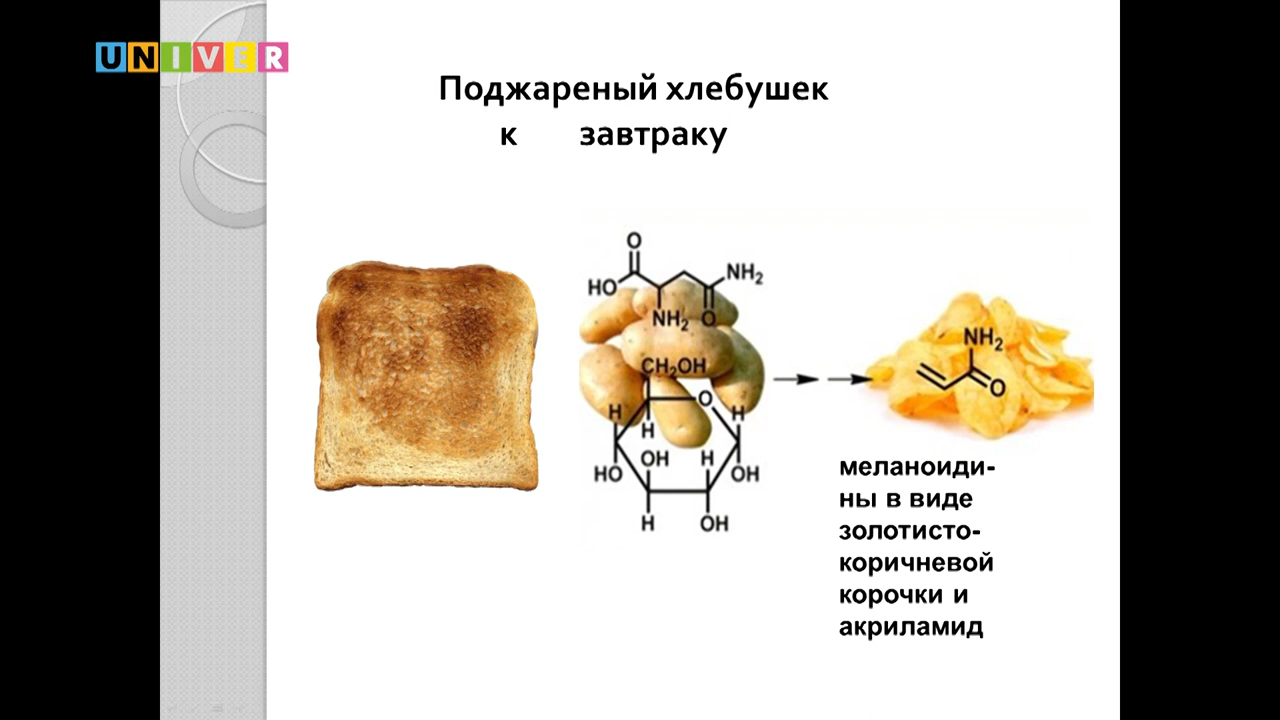 UNIVER
Поджареный хлебушек
к завтраку
O
HO
NH₂
NH₂ O
CH₂OH
O
H
H
H
OH
H
HO
OH
H
OH
NH₂
O
меланоиди-
ны в виде
золотисто-
коричневой
корочки и
акриламид